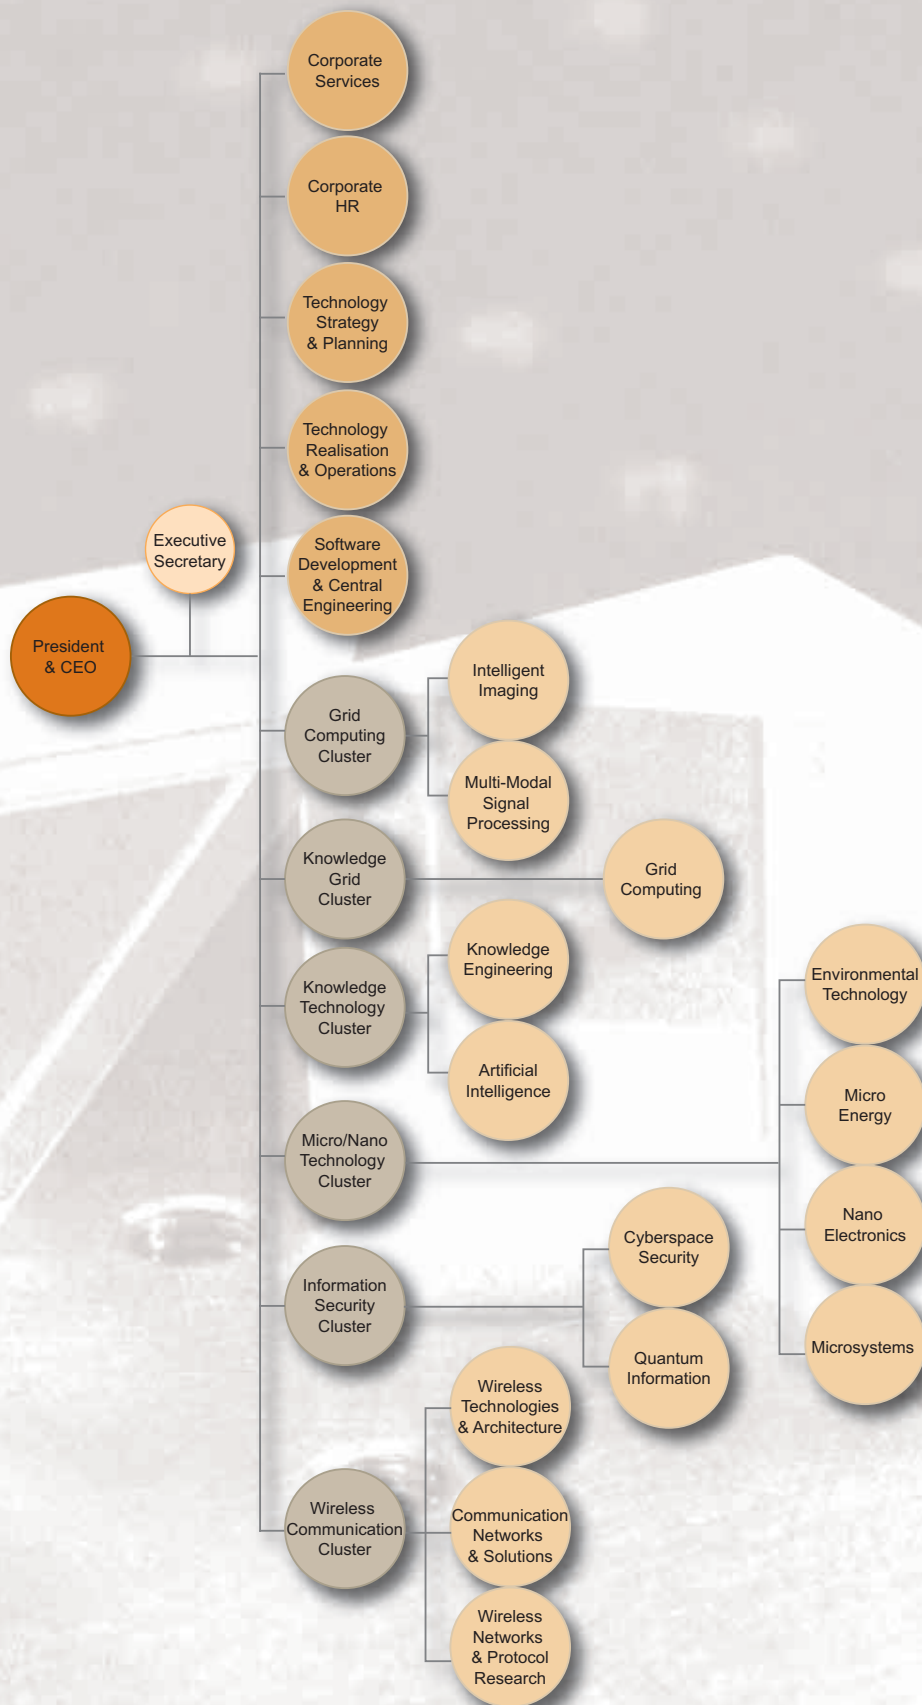 Corporate
Services
Corporate
HR
Technology
Strategy
& Planning
Technology
Realisation
& Operations
Executive
Secretary
Software
Development
& Central
Engineering
President
& CEO
Grid
Computing
Cluster
Intelligent
Imaging
Multi-Modal
Signal
Processing
Knowledge
Grid
Cluster
Grid
Computing
Knowledge
Technology
Cluster
Knowledge
Engineering
Artificial
Intelligence
Micro/Nano
Technology
Cluster
Environmental
Technology
Micro
Energy
Nano
Electronics
Microsystems
Information
Security
Cluster
Cyberspace
Security
Quantum
Information
Wireless
Communication
Cluster
Wireless
Technologies
& Architecture
Communication
Networks
& Solutions
Wireless
Networks
& Protocol
Research